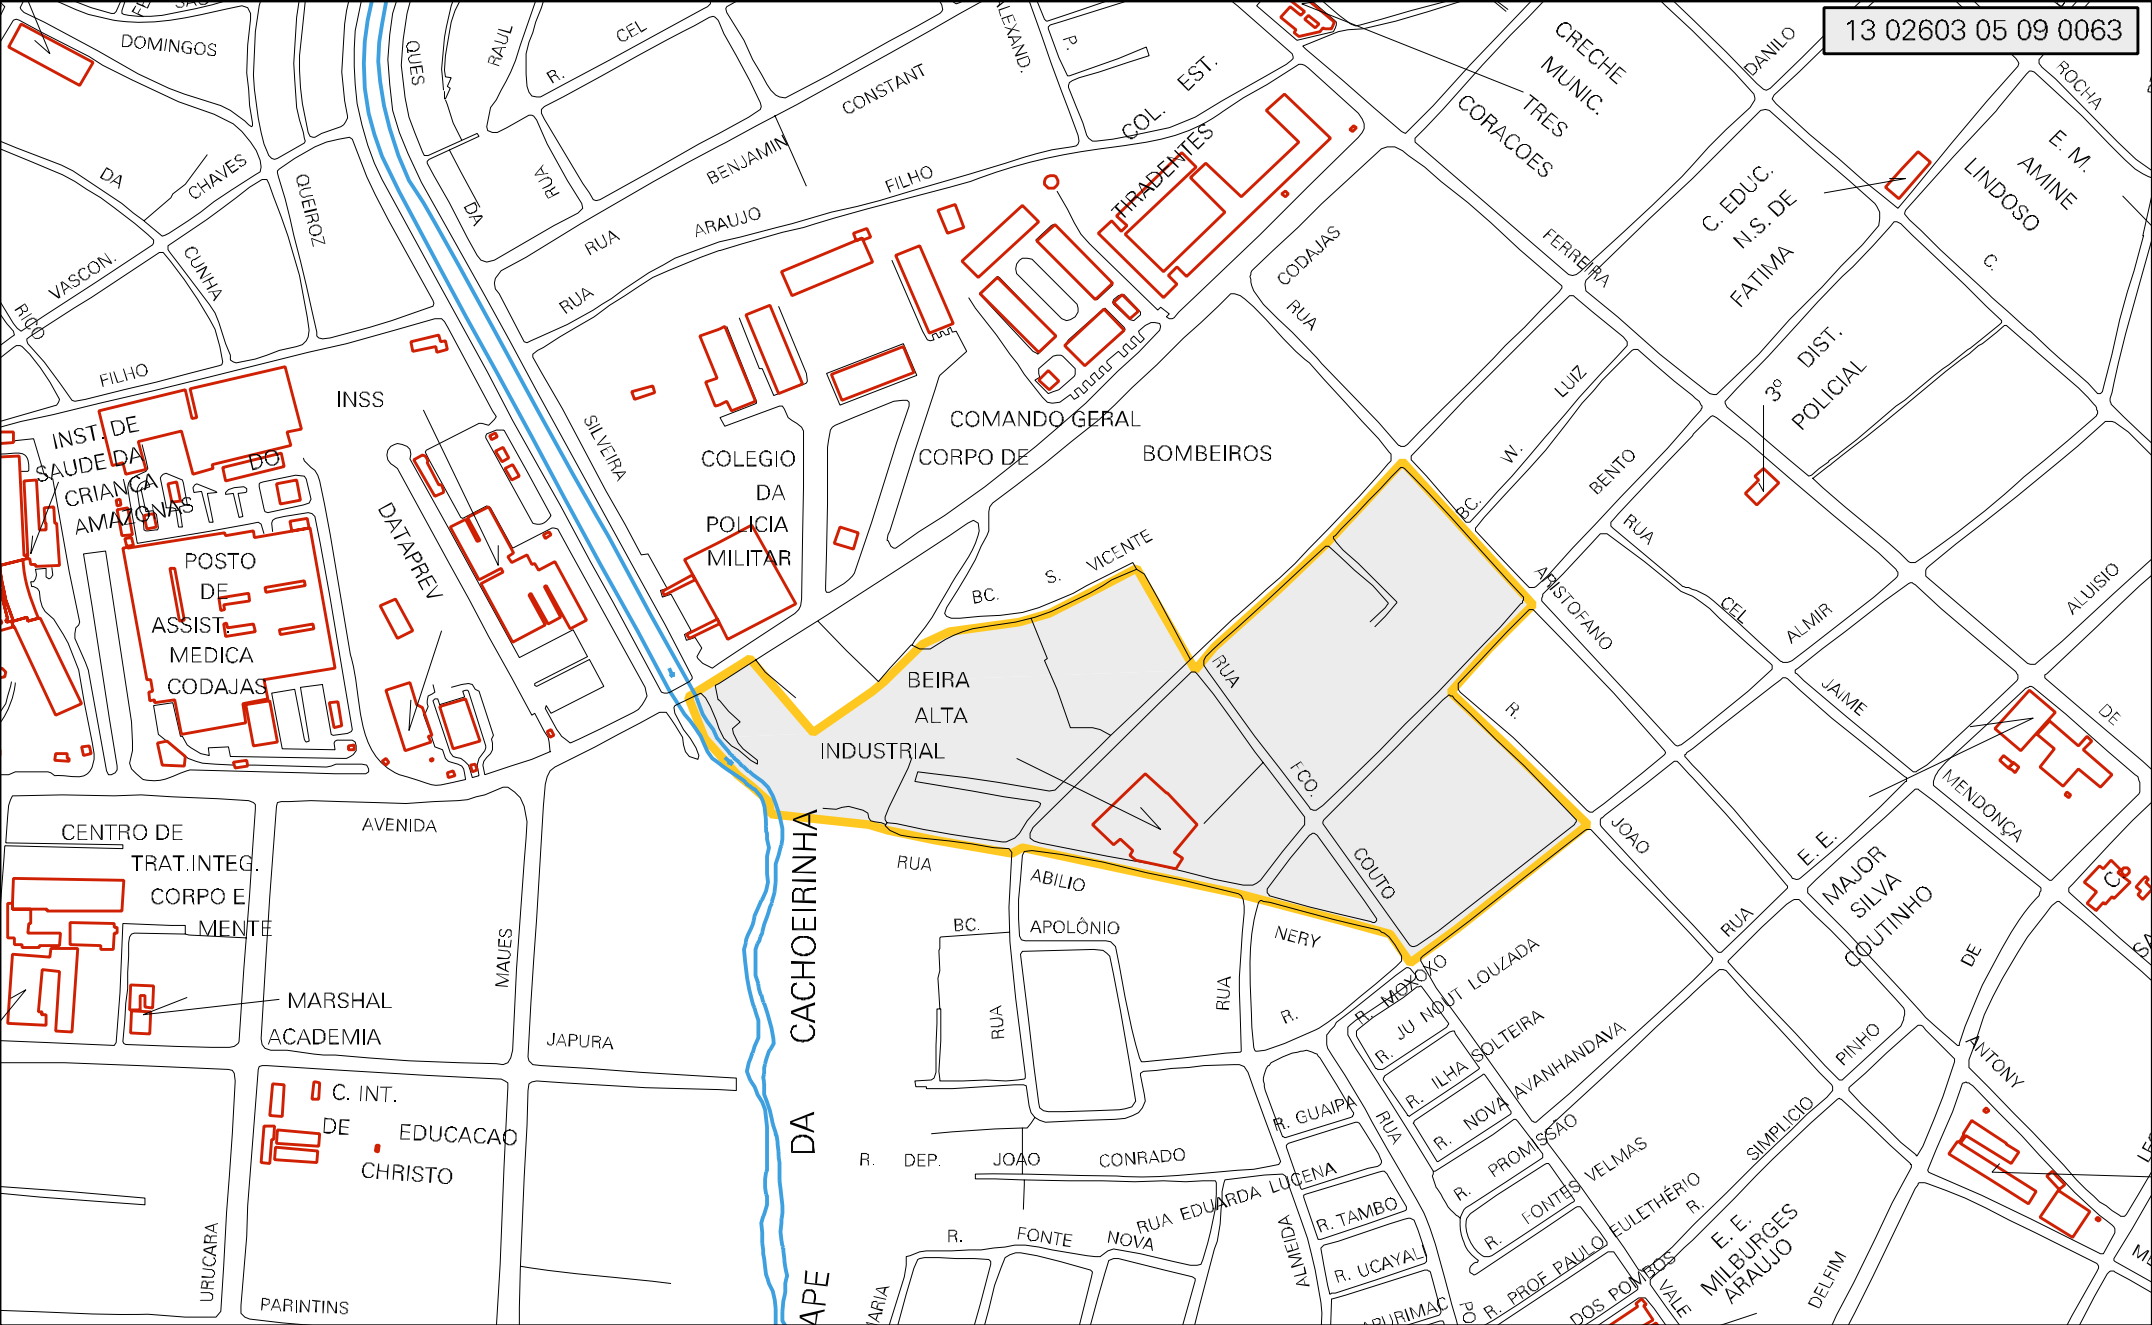 13 02603 05 09 0063
DOMINGOS
QUES
RAUL
R.
CEL
ALEXAND.
P.
CONSTANT
BENJAMIN
COL. EST.
TIRADENTES
CRECHE
MUNIC.
TRES
CORACOES
DANILO
ROCHA
E. M.
AMINE
LINDOSO
C. EDUC.
N.S. DE
FATIMA
C.
DA
CHAVES
QUEIROZ
DA
RUA
RUA
ARAUJO
FILHO
RUA
VASCON.
CUNHA
RICO
FILHO
CODAJAS
RUA
FERREIRA
3º DIST.
POLICIAL
INSS
INST. DE
SAUDE DA
CRIANÇA
AMAZONAS
DO
SILVEIRA
COLEGIO
DA
POLICIA
MILITAR
COMANDO GERAL
CORPO DE
BOMBEIROS
W.
LUIZ
BC.
BENTO
RUA
CEL
ALMIR
ALUISIO
ARISTOFANO
DATAPREV
POSTO
DE
ASSIST.
MEDICA
CODAJAS
BC.
S.
VICENTE
BEIRA
ALTA
INDUSTRIAL
RUA
FCO.
COUTO
R.
JOAO
JAIME
DE
MENDONÇA
AVENIDA
CENTRO DE
TRAT.INTEG.
CORPO E
MENTE
MAUES
MARSHAL
ACADEMIA
JAPURA
C. INT.
DE
EDUCACAO
CHRISTO
URUCARA
PARINTINS
CACHOEIRINHA
DA
APE
RUA
ABILIO
NERY
BC.
APOLÔNIO
RUA
RUA
R.
R. MOXOXO
R. JU NOUT LOUZADA
R. ILHA SOLTEIRA
R. NOVA AVANHANDAVA
R. PROMISSÃO
R. FONTES VELMAS
R. PROF PAULO EULETHÉRIO
DOS POMBOS
VALE
RUA
E. E.
MAJOR
SILVA
COUTINHO
RUA
DE
PINHO
ANTONY
SIMPLICIO
R.
E. E.
MILBURGES
ARAUJO
DELFIM
R. DEP. JOAO CONRADO
R. GUAIPA
RUA EDUARDA LUCENA
R. TAMBO
R. UCAYALI
ALMEIDA
R. FONTE NOVA